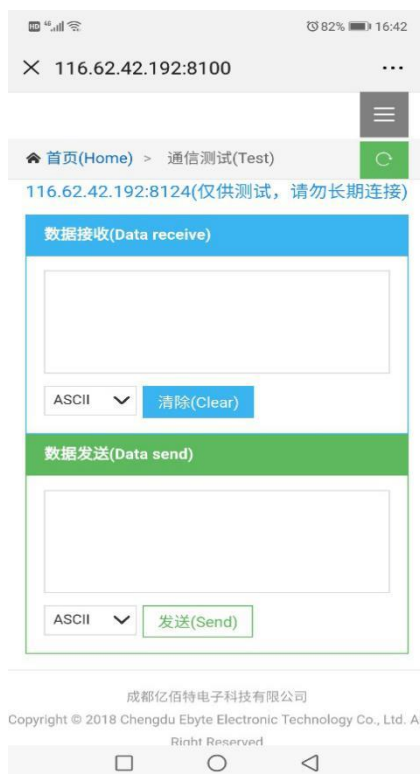 HD 46 82% 16:42
116.62.42.192:8100
首页(Home) > 通信测试(Test)
116.62.42.192:8124(仅供测试，请勿长期连接)
数据接收(Data receive)
ASCII 清除(Clear)
数据发送(Data send)
ASCII 发送(Send)
成都亿佰特电子科技有限公司
Copyright © 2018 Chengdu Ebyte Electronic Technology Co., Ltd. A
Right Reserved